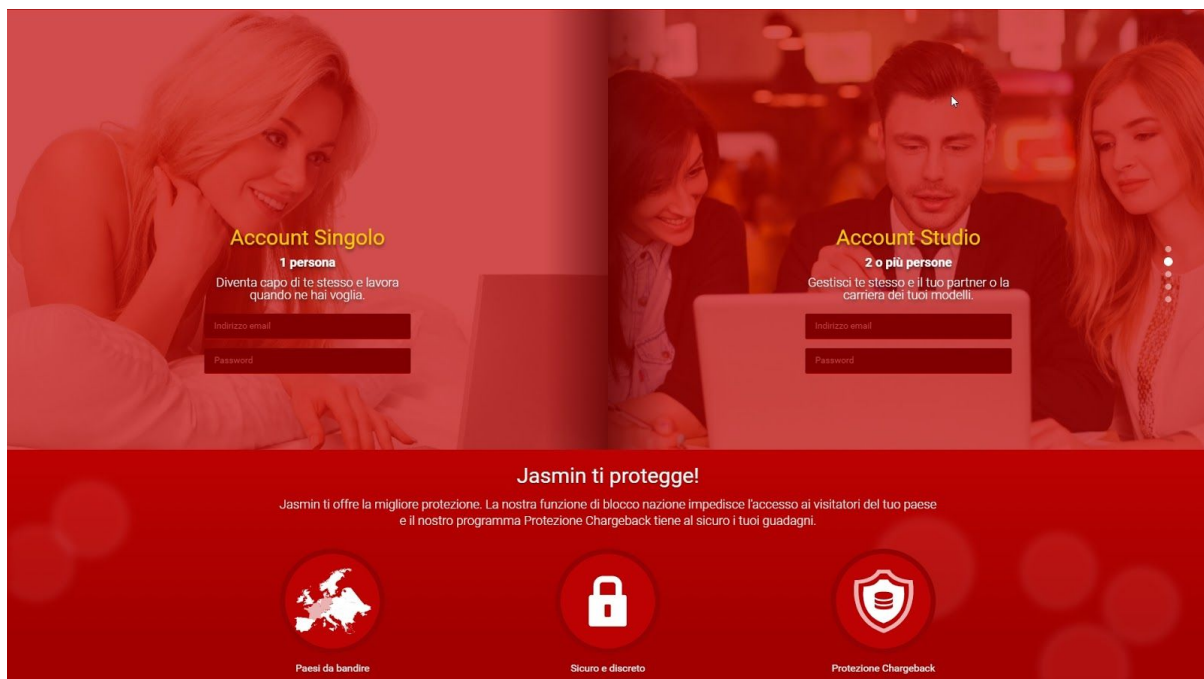 Account Singolo
1 persona
Diventa capo di te stesso e lavora
quando ne hai voglia.
Indirizzo email
Password
Account Studio
2 o più persone
Gestisci te stesso e il tuo partner o la
carriera dei tuoi modelli.
Indirizzo email
Password
Jasmin ti protegge!
Jasmin ti offre la migliore protezione. La nostra funzione di blocco nazione impedisce l'accesso ai visitatori del tuo paese
e il nostro programma Protezione Chargeback tiene al sicuro i tuoi guadagni.
Paesi da bandire
Sicuro e discreto
Protezione Chargeback